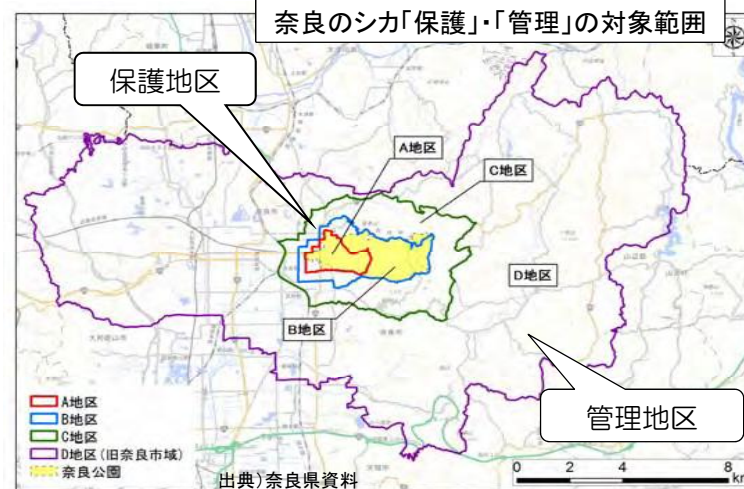 奈良のシカ「保護」・「管理」の対象範囲
保護地区
A地区
C地区
D地区
B地区
管理地区
A地区
B地区
C地区
D地区(旧奈良市域)
奈良公園
出典)奈良県資料
0 2 4 8
km